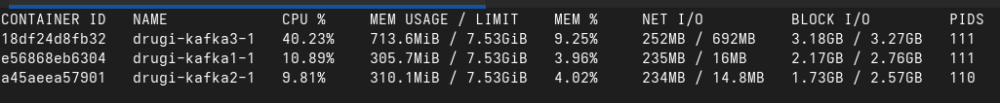 CONTAINER ID NAME CPU % MEM USAGE / LIMIT MEM % NET I/O BLOCK I/O PIDS
18df24d8fb32 drugi-kafka3-1 40.23% 713.6MiB / 7.53GiB 9.25% 252MB / 692MB 3.18GB / 3.27GB 111
e56868eb6304 drugi-kafka1-1 10.89% 305.7MiB / 7.53GiB 3.96% 235MB / 16MB 2.17GB / 2.76GB 111
a45aeea57901 drugi-kafka2-1 9.81% 310.1MiB / 7.53GiB 4.02% 234MB / 14.8MB 1.73GB / 2.57GB 110